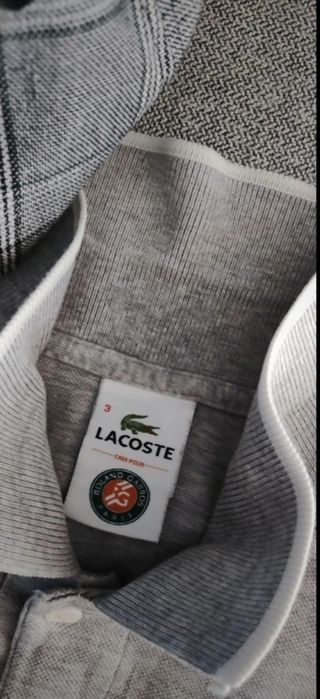 3
LACOSTE
CREE POUR
ROLAND GARROS
PARIS